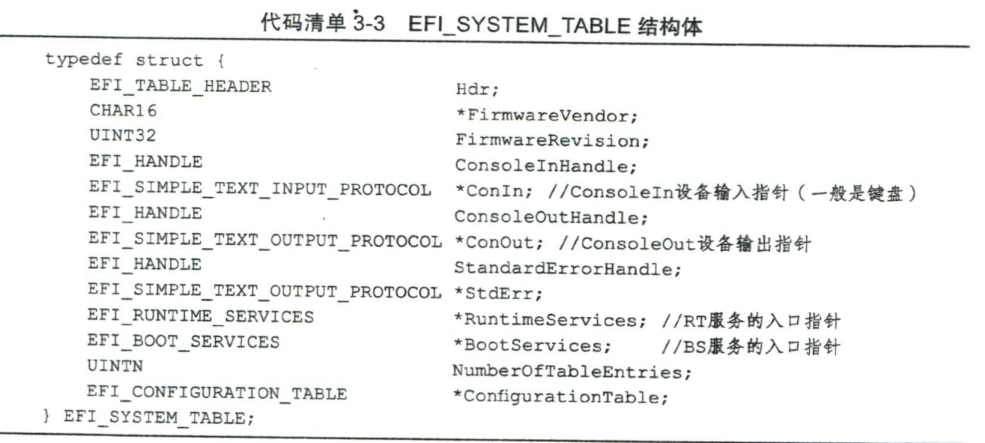 代码清单 3-3 EFI_SYSTEM_TABLE 结构体
typedef struct {
EFI_TABLE_HEADER Hdr;
CHAR16 *FirmwareVendor;
UINT32 FirmwareRevision;
EFI_HANDLE ConsoleInHandle;
EFI_SIMPLE_TEXT_INPUT_PROTOCOL *ConIn; //ConsoleIn设备输入指针（一般是键盘）
EFI_HANDLE ConsoleOutHandle;
EFI_SIMPLE_TEXT_OUTPUT_PROTOCOL *ConOut; //ConsoleOut设备输出指针
EFI_HANDLE StandardErrorHandle;
EFI_SIMPLE_TEXT_OUTPUT_PROTOCOL *StdErr;
EFI_RUNTIME_SERVICES *RuntimeServices; //RT服务的入口指针
EFI_BOOT_SERVICES *BootServices; //BS服务的入口指针
UINTN NumberOfTableEntries;
EFI_CONFIGURATION_TABLE *ConfigurationTable;
} EFI_SYSTEM_TABLE;